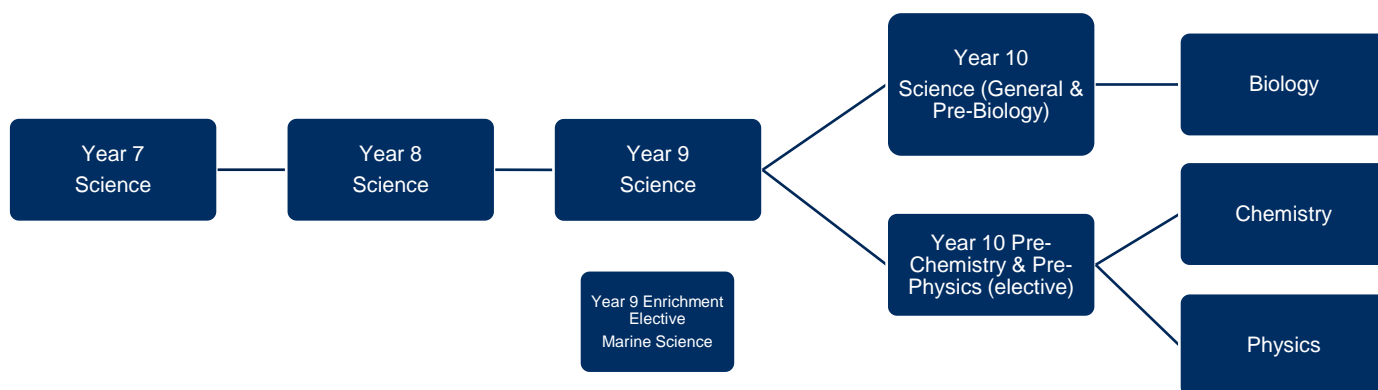 Year 7
Science
Year 8
Science
Year 9
Science
Year 9 Enrichment
Elective
Marine Science
Year 10
Science (General &
Pre-Biology)
Year 10 Pre-
Chemistry & Pre-
Physics (elective)
Biology
Chemistry
Physics